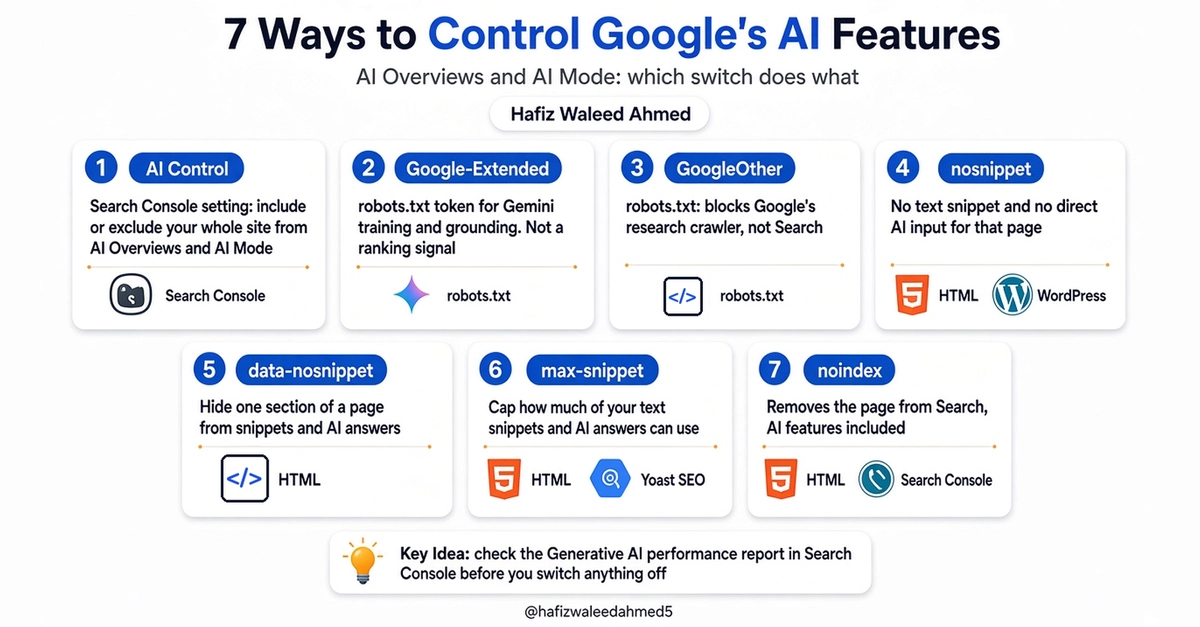 7 Ways to Control Google's AI Features
AI Overviews and AI Mode: which switch does what
Hafiz Waleed Ahmed
1 AI Control
Search Console setting: include
or exclude your whole site from
AI Overviews and AI Mode
Search Console
2 Google-Extended
robots.txt token for Gemini
training and grounding. Not a
ranking signal
robots.txt
3 GoogleOther
robots.txt: blocks Google's
research crawler, not Search
</>
robots.txt
4 nosnippet
No text snippet and no direct
AI input for that page
5 HTML W WordPress
5 data-nosnippet
Hide one section of a page
from snippets and AI answers
</> HTML
6 max-snippet
Cap how much of your text
snippets and AI answers can use
5 HTML Yoast SEO
7 noindex
Removes the page from Search,
AI features included
5 HTML Search Console
Key Idea: check the Generative AI performance report in Search
Console before you switch anything off
@hafizwaleedahmed5